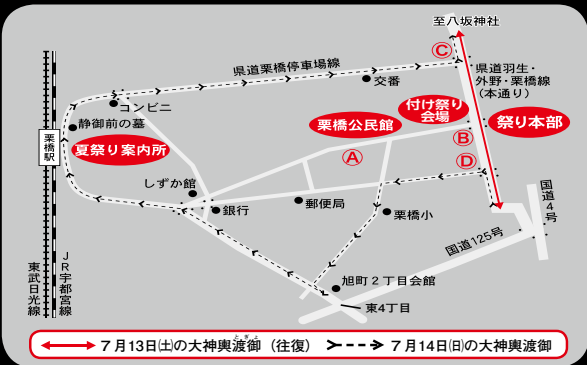 至八坂神社
Ⓒ
県道栗橋停車場線
交番
県道羽生・
外野・栗橋線
（本通り）
コンビニ
付け祭り
会場
静御前の墓
栗橋公民館
祭り本部
栗橋駅
夏祭り案内所
Ⓑ
Ⓐ
Ⓓ
しずか館
国道4号
銀行
郵便局
栗橋小
国道125号
JR宇都宮線
東武日光線
旭町２丁目会館
東4丁目
７月13日㈯の大神輿渡御（往復）
とぎょ
７月14日㈰の大神輿渡御